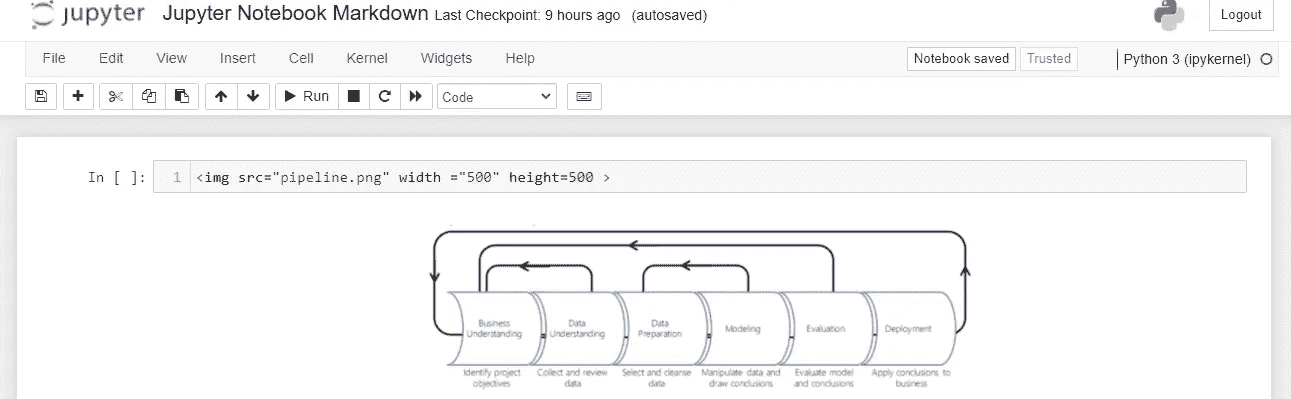 jupyter Jupyter Notebook Markdown Last Checkpoint: 9 hours ago (autosaved)
Logout
File Edit View Insert Cell Kernel Widgets Help
Notebook saved Trusted Python 3 (ipykernel)
Run Code
In [ ]: 1 <img src="pipeline.png" width ="500" height=500 >
Business Data Data
Understanding Understanding Preparation Modeling Evaluation Deployment
Identify project Collect and review Select and cleanse Manipulate data and Evaluate model Apply conclusions to
objectives data data draw conclusions and conclusions business